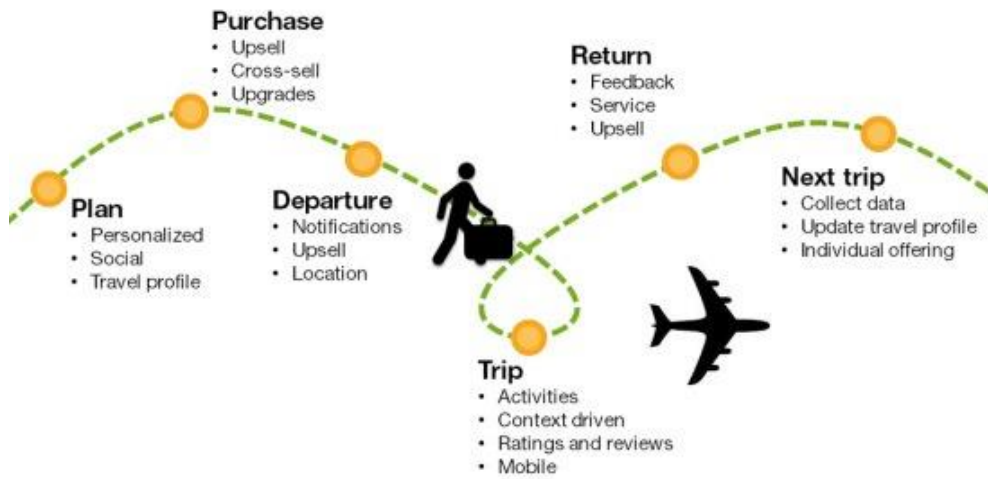 Purchase
• Upsell
• Cross-sell
• Upgrades
Return
• Feedback
• Service
• Upsell
Plan
• Personalized
• Social
• Travel profile
Departure
• Notifications
• Upsell
• Location
Next trip
• Collect data
• Update travel profile
• Individual offering
Trip
• Activities
• Context driven
• Ratings and reviews
• Mobile